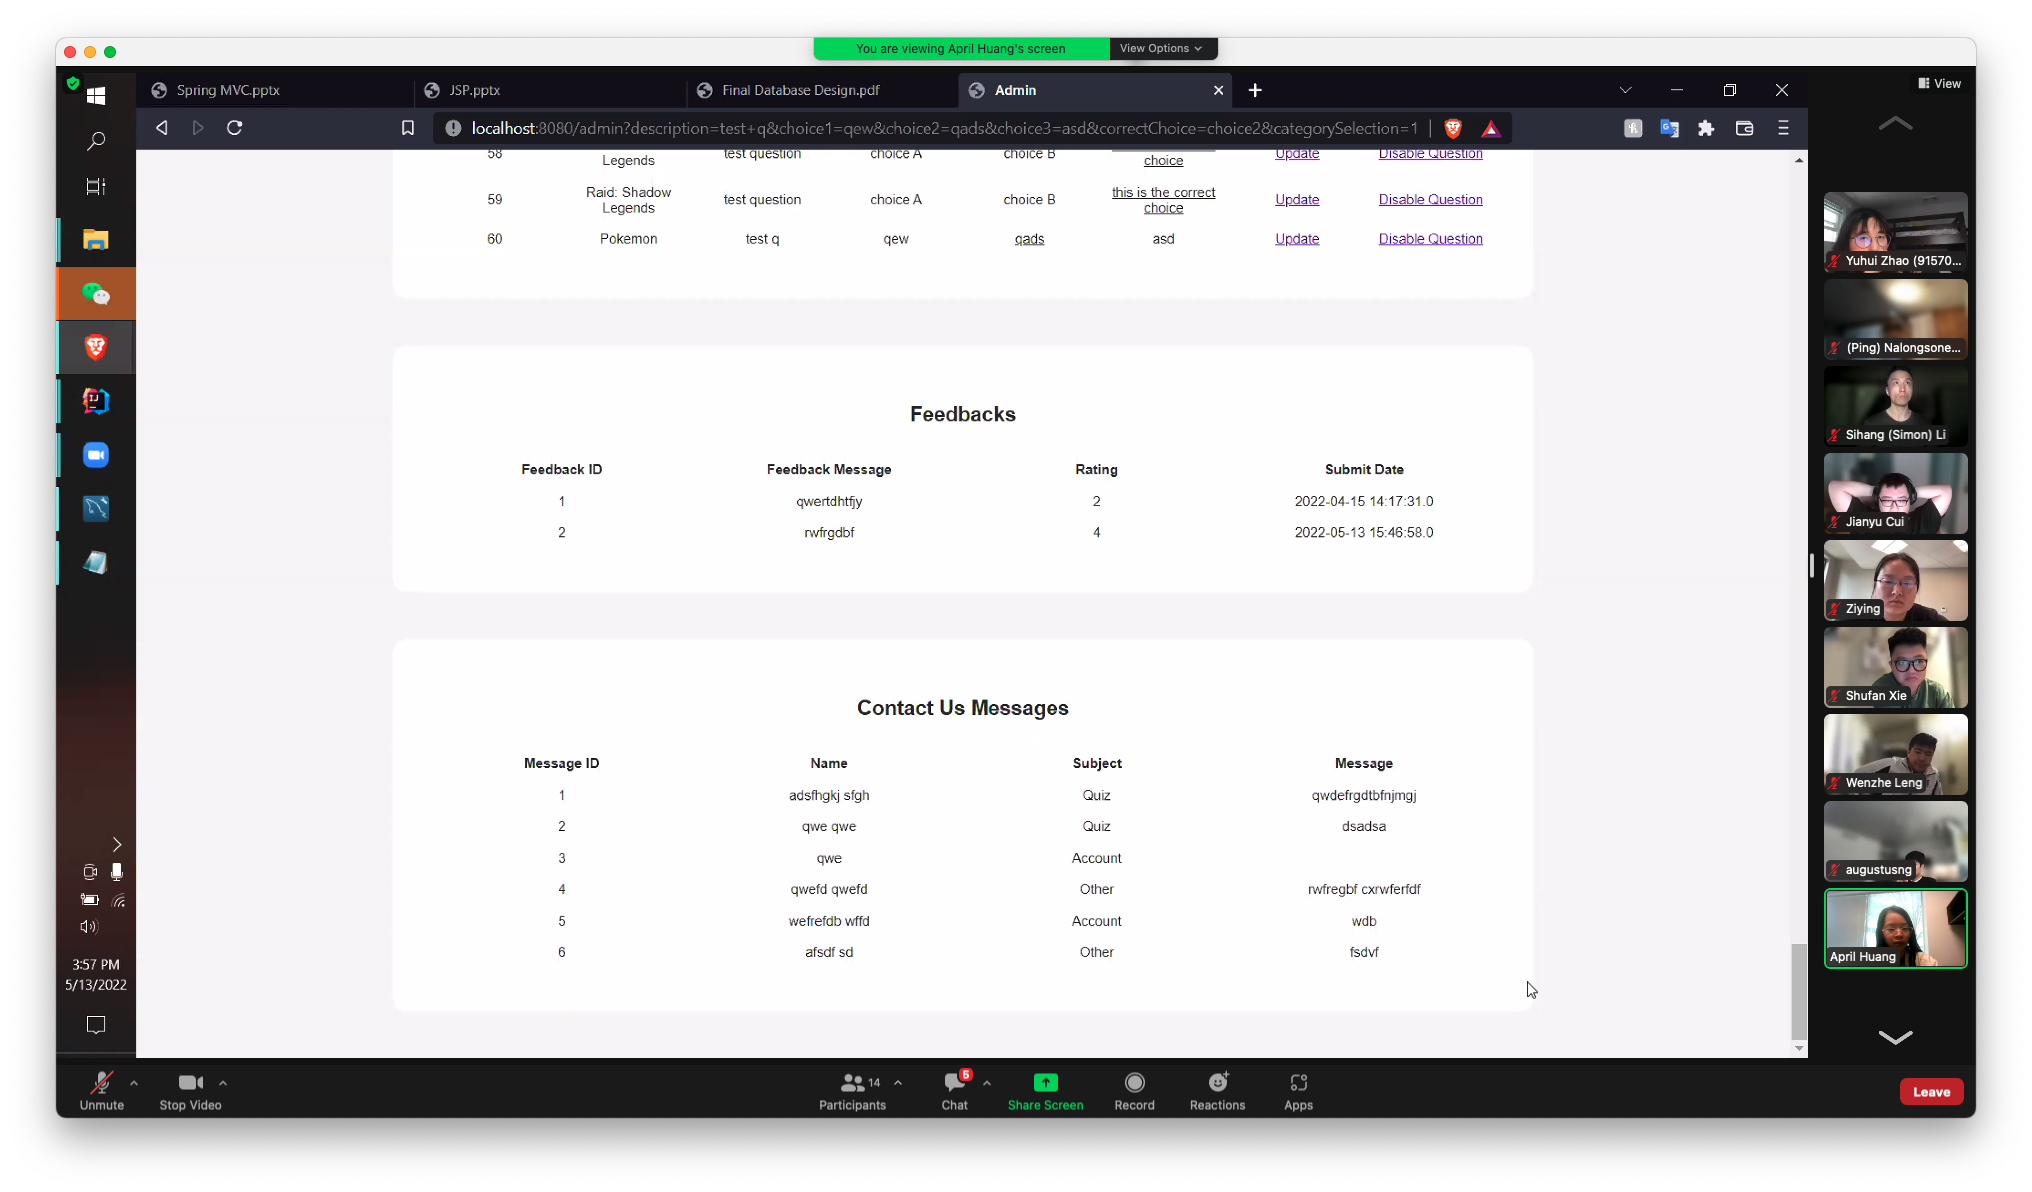 You are viewing April Huang's screen View Options
View
Spring MVC.pptx JSP.pptx Final Database Design.pdf Admin
localhost:8080/admin?description=test+q&choice1=qew&choice2=qads&choice3=asd&correctChoice=choice2&categorySelection=1
58 Legends test question choice A choice B choice Update Disable Question
59 Raid: Shadow Legends test question choice A choice B this is the correct choice Update Disable Question
60 Pokemon test q qew qads asd Update Disable Question
Feedbacks
Feedback ID Feedback Message Rating Submit Date
1 qwertdhtfjy 2 2022-04-15 14:17:31.0
2 rwfrgdbf 4 2022-05-13 15:46:58.0
Contact Us Messages
Message ID Name Subject Message
1 adsfhgkj sfgh Quiz qwdefrgdtbfnjmgj
2 qwe qwe Quiz dsadsa
3 qwe Account
4 qwefd qwefd Other rwfregbf cxrwferfdf
5 wefrefdb wffd Account wdb
6 afsdf sd Other fsdvf
3:57 PM
5/13/2022
Yuhui Zhao (91570...
(Ping) Nalongsone...
Sihang (Simon) Li
Jianyu Cui
Ziying
Shufan Xie
Wenzhe Leng
augustusng
April Huang
Unmute Stop Video 14 Participants 5 Chat Share Screen Record Reactions Apps Leave